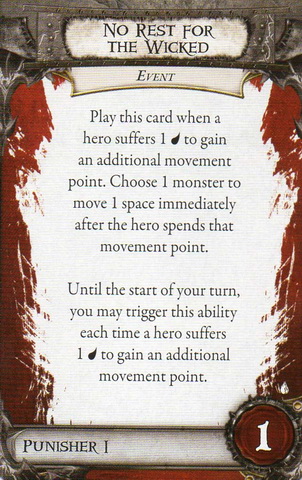 No Rest for
the Wicked
Event
Play this card when a
hero suffers 1 to gain
an additional movement
point. Choose 1 monster to
move 1 space immediately
after the hero spends that
movement point.
Until the start of your turn,
you may trigger this ability
each time a hero suffers
1 to gain an additional
movement point.
Punisher I
1